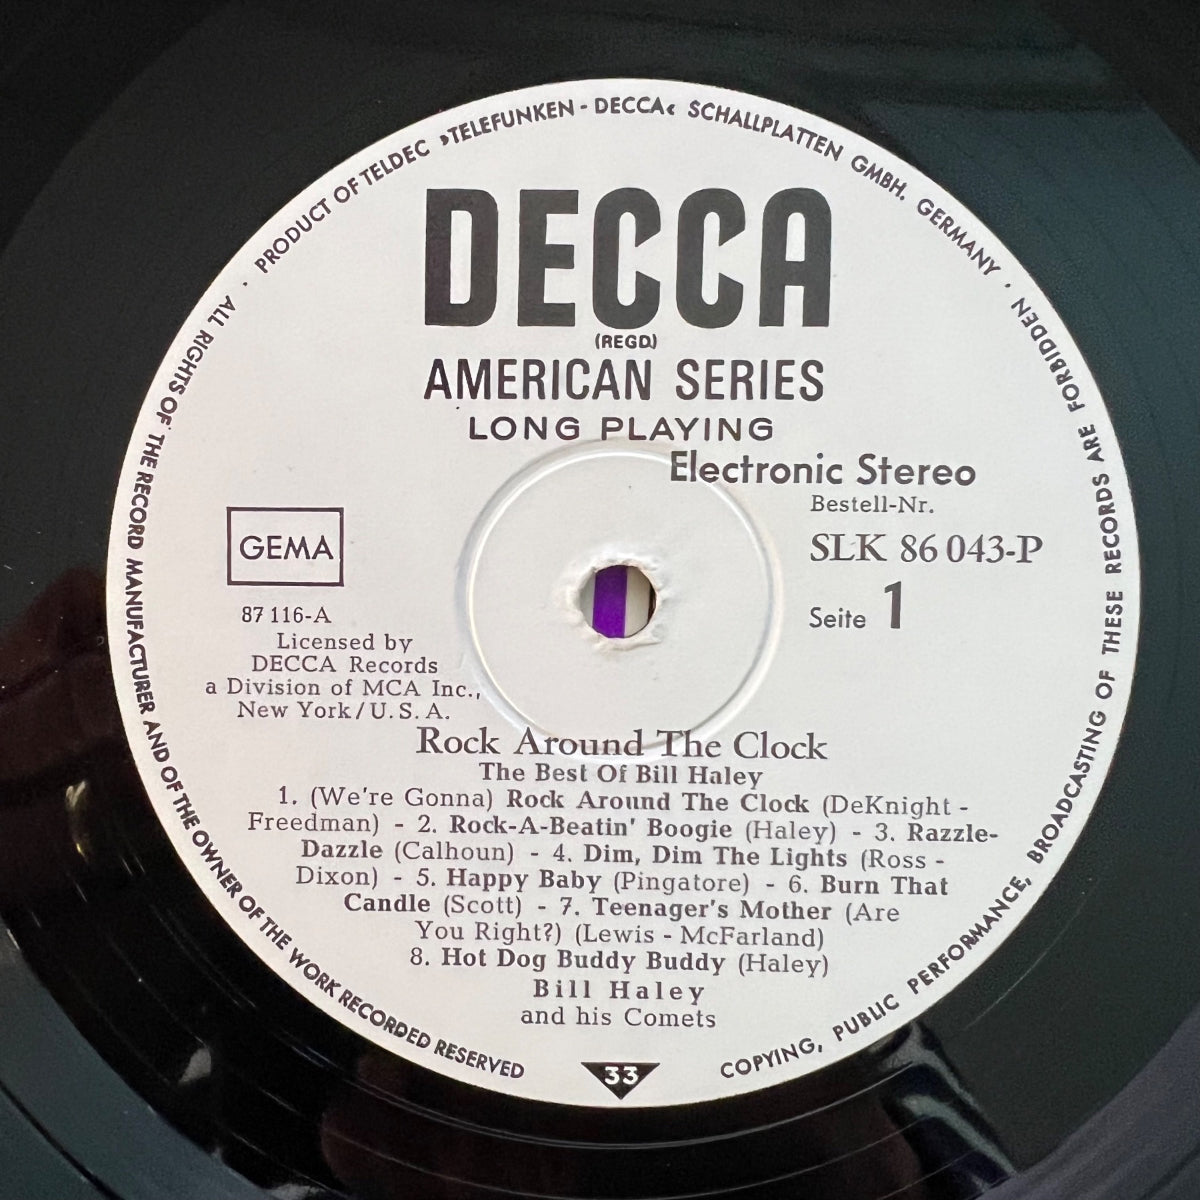 · PRODUCT OF TELDEC »TELEFUNKEN - DECCA« SCHALLPLATTEN GMBH. GERMANY ·
DECCA
(REGD.)
AMERICAN SERIES
LONG PLAYING
Electronic Stereo
Bestell-Nr.
SLK 86 043-P
Seite 1
GEMA
87 116-A
Licensed by
DECCA Records
a Division of MCA Inc.,
New York/U.S.A.
Rock Around The Clock
The Best Of Bill Haley
1. (We're Gonna) Rock Around The Clock (DeKnight -
Freedman) - 2. Rock-A-Beatin' Boogie (Haley) - 3. Razzle-
Dazzle (Calhoun) - 4. Dim, Dim The Lights (Ross -
Dixon) - 5. Happy Baby (Pingatore) - 6. Burn That
Candle (Scott) - 7. Teenager's Mother (Are
You Right?) (Lewis - McFarland)
8. Hot Dog Buddy Buddy (Haley)
Bill Haley
and his Comets
33
ALL RIGHTS OF THE RECORD MANUFACTURER AND OF THE OWNER OF THE WORK RECORDED RESERVED
COPYING, PUBLIC PERFORMANCE, BROADCASTING OF THESE RECORDS ARE FORBIDDEN